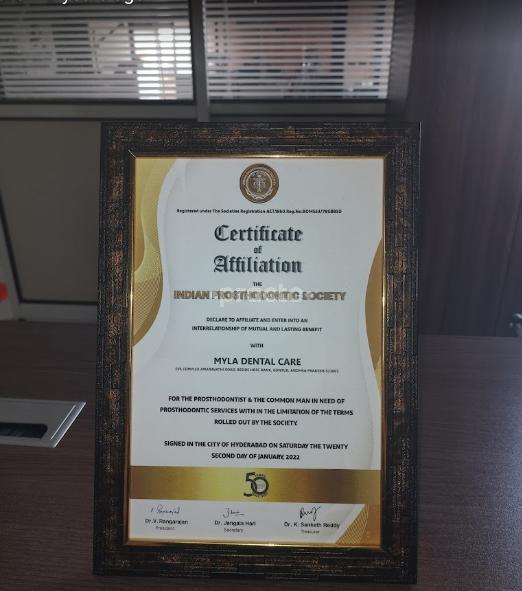 Certificate
of
Affiliation
THE
INDIAN PROSTHODONTIC SOCIETY
practo
DECLARE TO AFFILIATE AND ENTER INTO AN
INTERRELATIONSHIP OF MUTUAL AND LASTING BENEFIT
WITH
MYLA DENTAL CARE
FOR THE PROSTHODONTIST & THE COMMON MAN IN NEED OF
PROSTHODONTIC SERVICES WITH IN THE LIMITATION OF THE TERMS
ROLLED OUT BY THE SOCIETY.
SIGNED IN THE CITY OF HYDERABAD ON SATURDAY THE TWENTY
SECOND DAY OF JANUARY, 2022
50
Dr. V. Rangarajan
President
Dr. Jangala Hari
Secretary
Dr. K. Sanketh Reddy
Treasurer